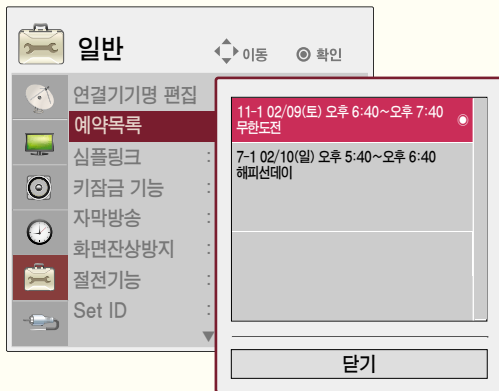 일반
이동
확인
연결기기명 편집
예약목록
심플링크 :
키잠금 기능 :
자막방송 :
화면잔상방지 :
절전기능 :
Set ID :
11-1 02/09(토) 오후 6:40~오후 7:40
무한도전
7-1 02/10(일) 오후 5:40~오후 6:40
해피선데이
닫기